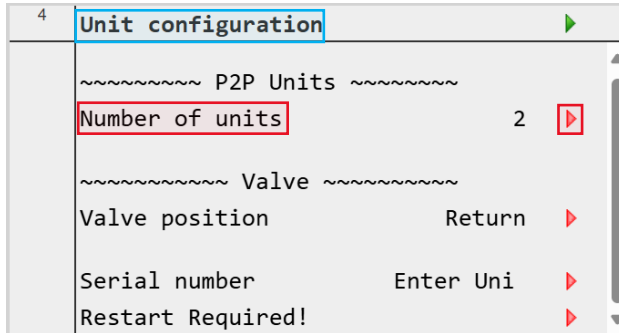 4
Unit configuration
~~~~~~~~~ P2P Units ~~~~~~~~
Number of units 2
~~~~~~~~~~~ Valve ~~~~~~~~~~
Valve position Return
Serial number Enter Uni
Restart Required!